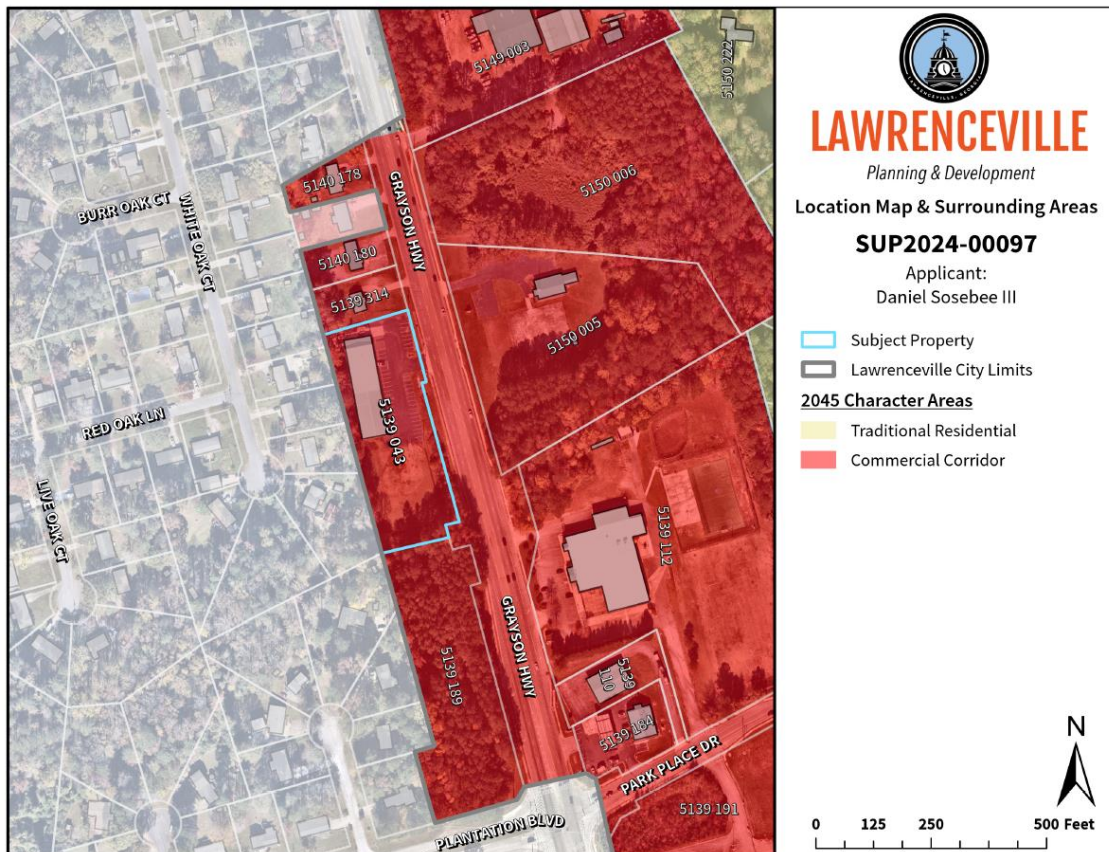 5149 003
5150 222
5140 178
5150 006
BURR OAK CT
WHITE OAK CT
GRAYSON HWY
5140 180
5139 314
5150 005
RED OAK LN
5139 043
LIVE OAK CT
5139 112
GRAYSON HWY
5139 189
5139
110
5139 184
PARK PLACE DR
5139 191
PLANTATION BLVD
LAWRENCEVILLE, GEORGIA
LAWRENCEVILLE
Planning & Development
Location Map & Surrounding Areas
SUP2024-00097
Applicant:
Daniel Sosebee III
Subject Property
Lawrenceville City Limits
2045 Character Areas
Traditional Residential
Commercial Corridor
N
0 125 250 500 Feet